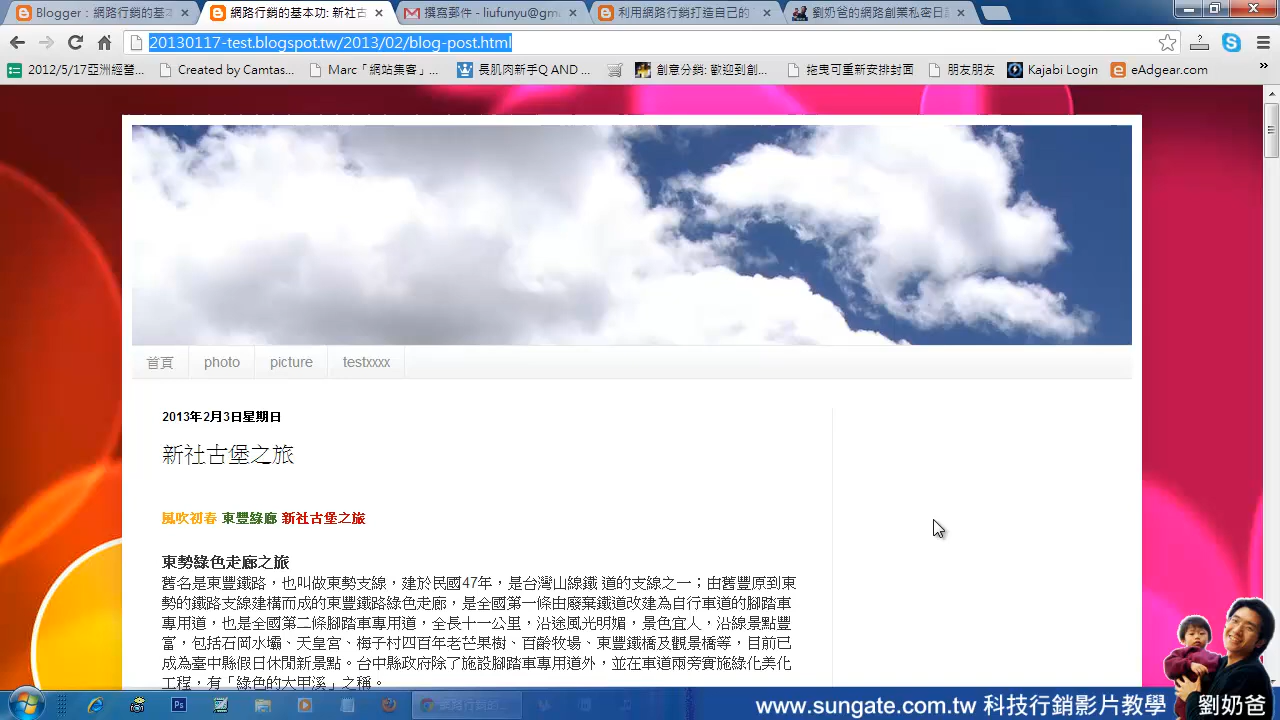 Blogger：網路行銷的基本
網路行銷的基本功: 新社古
撰寫郵件 - liufunyu@gm
利用網路行銷打造自己的
劉奶爸的網路創業私密日
20130117-test.blogspot.tw/2013/02/blog-post.html
2012/5/17亞洲經營...
Created by Camtas...
Marc「網站集客」...
長肌肉新手Q AND...
創意分銷: 歡迎到創...
拖曳可重新安排封面
朋友朋友
Kajabi Login
eAdgear.com
首頁
photo
picture
testxxxx
2013年2月3日星期日
新社古堡之旅
風吹初春 東豐綠廊 新社古堡之旅
東勢綠色走廊之旅
舊名是東豐鐵路，也叫做東勢支線，建於民國47年，是台灣山線鐵 道的支線之一；由舊豐原到東
勢的鐵路支線建構而成的東豐鐵路綠色走廊，是全國第一條由廢棄鐵道改建為自行車道的腳踏車
專用道，也是全國第二條腳踏車專用道，全長十一公里，沿途風光明媚，景色宜人，沿線景點豐
富，包括石岡水壩、天皇宮、梅子村四百年老芒果樹、百齡牧場、東豐鐵橋及觀景橋等，目前已
成為臺中縣假日休閒新景點。台中縣政府除了施設腳踏車專用道外，並在車道兩旁實施綠化美化
工程，有「綠色的大甲溪」之稱。
www.sungate.com.tw 科技行銷影片教學
劉奶爸